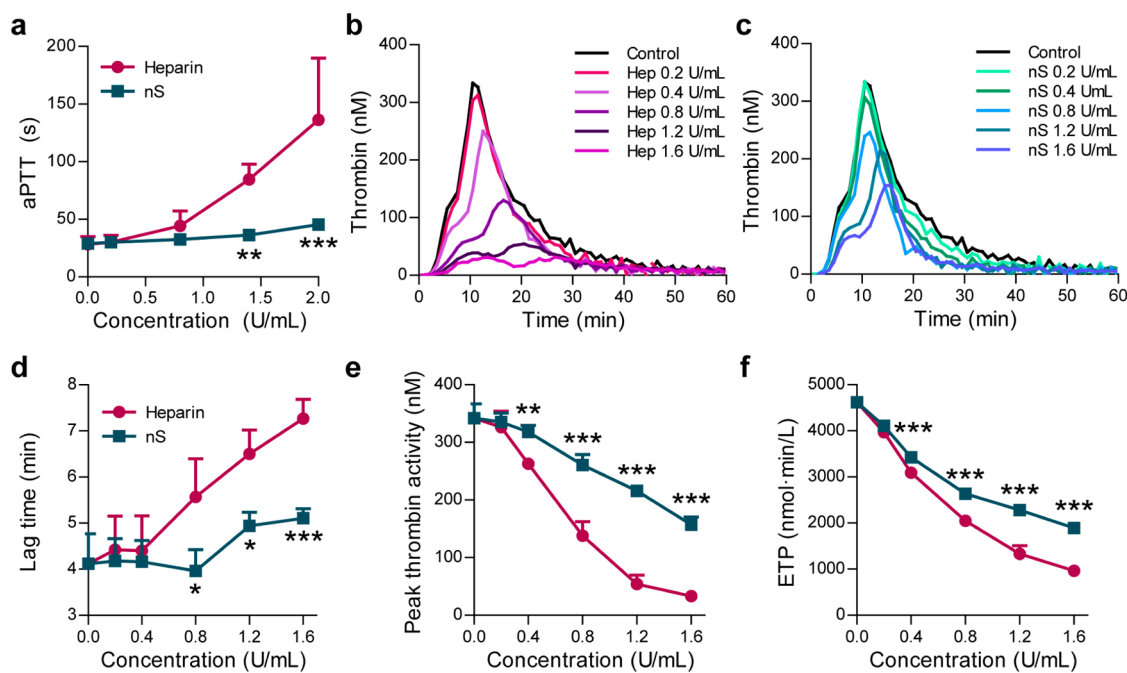 a
200
150
100
50
0
aPTT (s)
Heparin
nS
**
***
0.0 0.5 1.0 1.5 2.0
Concentration (U/mL)
b
400
300
200
100
0
Thrombin (nM)
Control
Hep 0.2 U/mL
Hep 0.4 U/mL
Hep 0.8 U/mL
Hep 1.2 U/mL
Hep 1.6 U/mL
0 10 20 30 40 50 60
Time (min)
c
400
300
200
100
0
Thrombin (nM)
Control
nS 0.2 U/mL
nS 0.4 UmL
nS 0.8 U/mL
nS 1.2 U/mL
nS 1.6 U/mL
0 10 20 30 40 50 60
Time (min)
d
8
7
6
5
4
3
Lag time (min)
Heparin
nS
*
*
***
0.0 0.4 0.8 1.2 1.6
Concentration (U/mL)
e
400
300
200
100
0
Peak thrombin activity (nM)
**
***
***
***
0.0 0.4 0.8 1.2 1.6
Concentration (U/mL)
f
5000
4000
3000
2000
1000
0
ETP (nmol·min/L)
***
***
***
***
0.0 0.4 0.8 1.2 1.6
Concentration (U/mL)